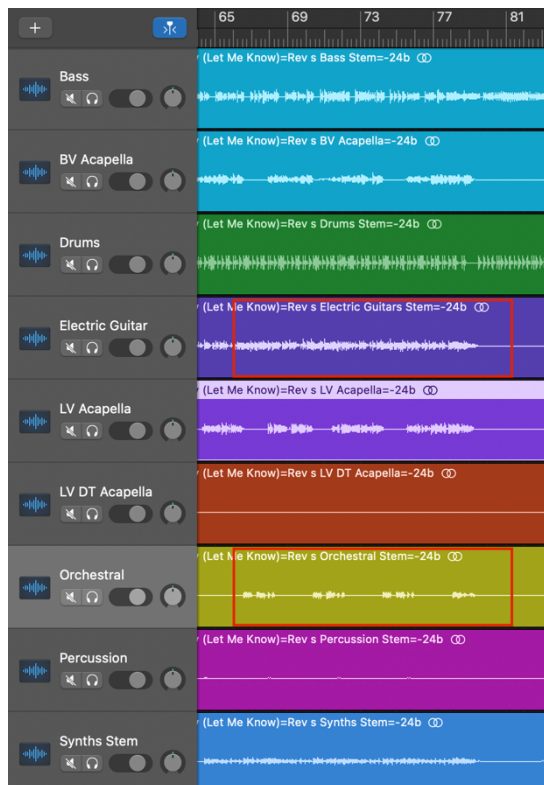 65 69 73 77 81
Bass
(Let Me Know)=Rev s Bass Stem=-24b
BV Acapella
(Let Me Know)=Rev s BV Acapella=-24b
Drums
(Let Me Know)=Rev s Drums Stem=-24b
Electric Guitar
(Let Me Know)=Rev s Electric Guitars Stem=-24b
LV Acapella
(Let Me Know)=Rev s LV Acapella=-24b
LV DT Acapella
(Let Me Know)=Rev s LV DT Acapella=-24b
Orchestral
(Let Me Know)=Rev s Orchestral Stem=-24b
Percussion
(Let Me Know)=Rev s Percussion Stem=-24b
Synths Stem
(Let Me Know)=Rev s Synths Stem=-24b